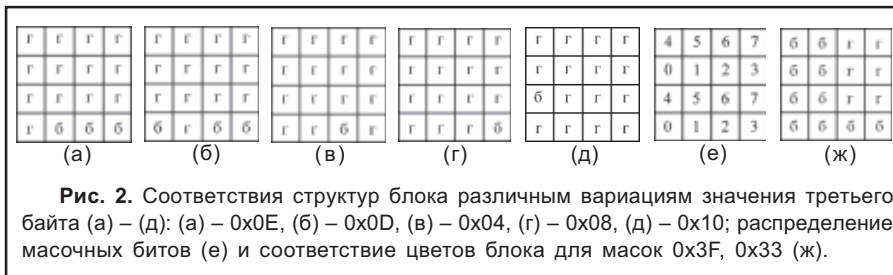 г г г г г г г г г г г г г г г г г г г г 4 5 6 7 б б г г
г г г г г г г г г г г г г г г г г г г г 0 1 2 3 б б г г
г г г г г г г г г г г г г г г г б г г г 4 5 6 7 б б г г
г б б б б г б б г г б г г г г б г г г г 0 1 2 3 б б б б
(а) (б) (в) (г) (д) (е) (ж)
Рис. 2. Соответствия структур блока различным вариациям значения третьего
байта (а) – (д): (а) – 0x0E, (б) – 0x0D, (в) – 0x04, (г) – 0x08, (д) – 0x10; распределение
масочных битов (е) и соответствие цветов блока для масок 0x3F, 0x33 (ж).